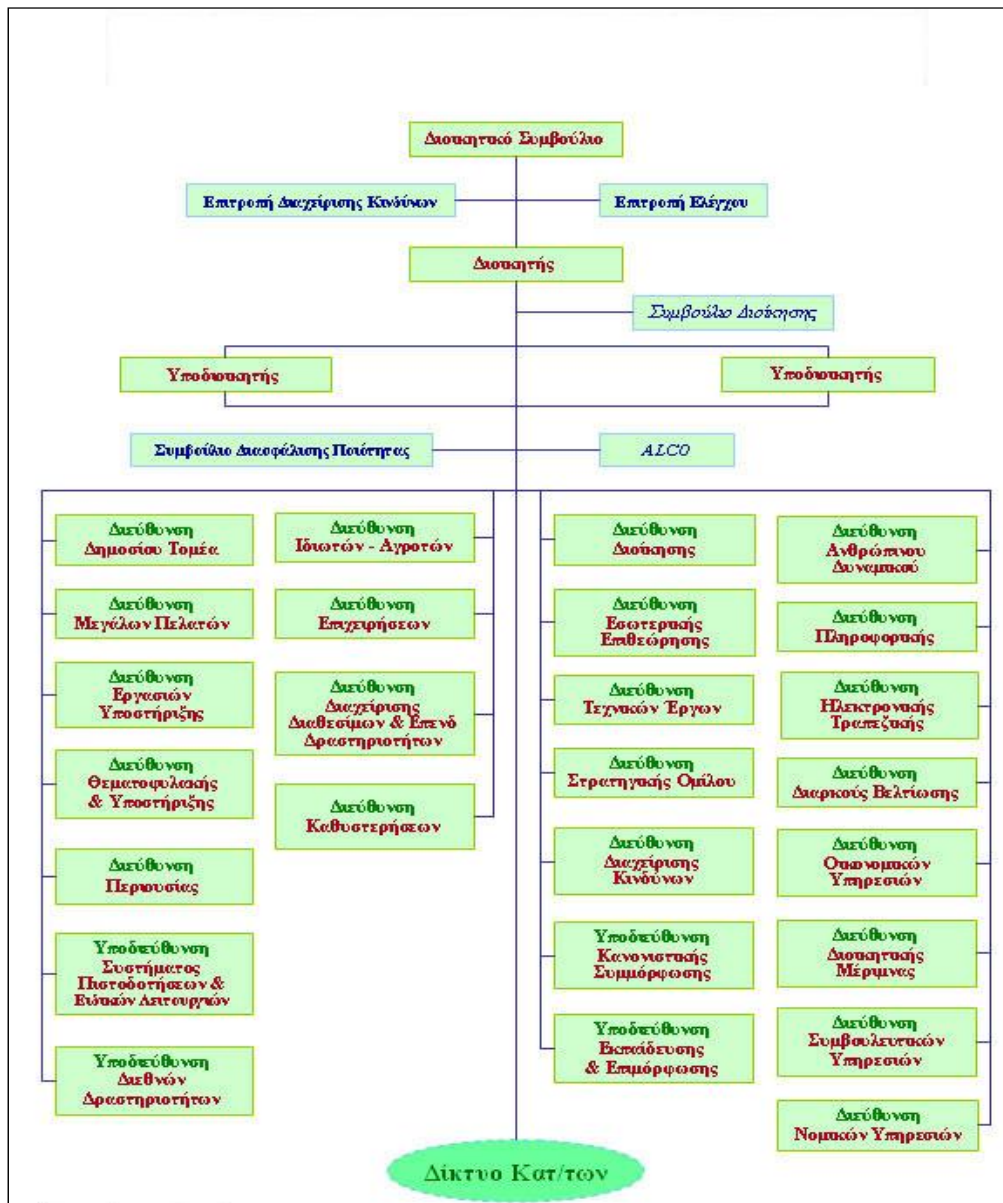 Διοικητικό Συμβούλιο
Επιτροπή Διαχείρισης Κινδύνων
Επιτροπή Ελέγχου
Διοικητής
Συμβούλιο Διοίκησης
Υποδιοικητής
Υποδιοικητής
Συμβούλιο Διασφάλισης Ποιότητας
ALCO
Διεύθυνση
Δημοσίου Τομέα
Διεύθυνση
Μεγάλων Πελατών
Διεύθυνση
Εργασιών
Υποστήριξης
Διεύθυνση
Θεματοφυλακής
& Υποστήριξης
Διεύθυνση
Περιουσίας
Υποδιεύθυνση
Συστήματος
Πιστοδοτήσεων &
Ειδικών Λειτουργιών
Υποδιεύθυνση
Διεθνών
Δραστηριοτήτων
Διεύθυνση
Ιδιωτών - Αγροτών
Διεύθυνση
Επιχειρήσεων
Διεύθυνση
Διαχείρισης
Διαθεσίμων & Επενδ
Δραστηριοτήτων
Διεύθυνση
Καθυστερήσεων
Διεύθυνση
Διοίκησης
Διεύθυνση
Εσωτερικής
Επιθεώρησης
Διεύθυνση
Τεχνικών Έργων
Διεύθυνση
Στρατηγικής Ομίλου
Διεύθυνση
Διαχείρισης
Κινδύνων
Υποδιεύθυνση
Κανονιστικής
Συμμόρφωσης
Υποδιεύθυνση
Εκπαίδευσης
& Επιμόρφωσης
Διεύθυνση
Ανθρώπινου
Δυναμικού
Διεύθυνση
Πληροφορικής
Διεύθυνση
Ηλεκτρονικής
Τραπεζικής
Διεύθυνση
Διαρκούς Βελτίωσης
Διεύθυνση
Οικονομικών
Υπηρεσιών
Διεύθυνση
Διοικητικής
Μέριμνας
Διεύθυνση
Συμβουλευτικών
Υπηρεσιών
Διεύθυνση
Νομικών Υπηρεσιών
Δίκτυο Κατ/των